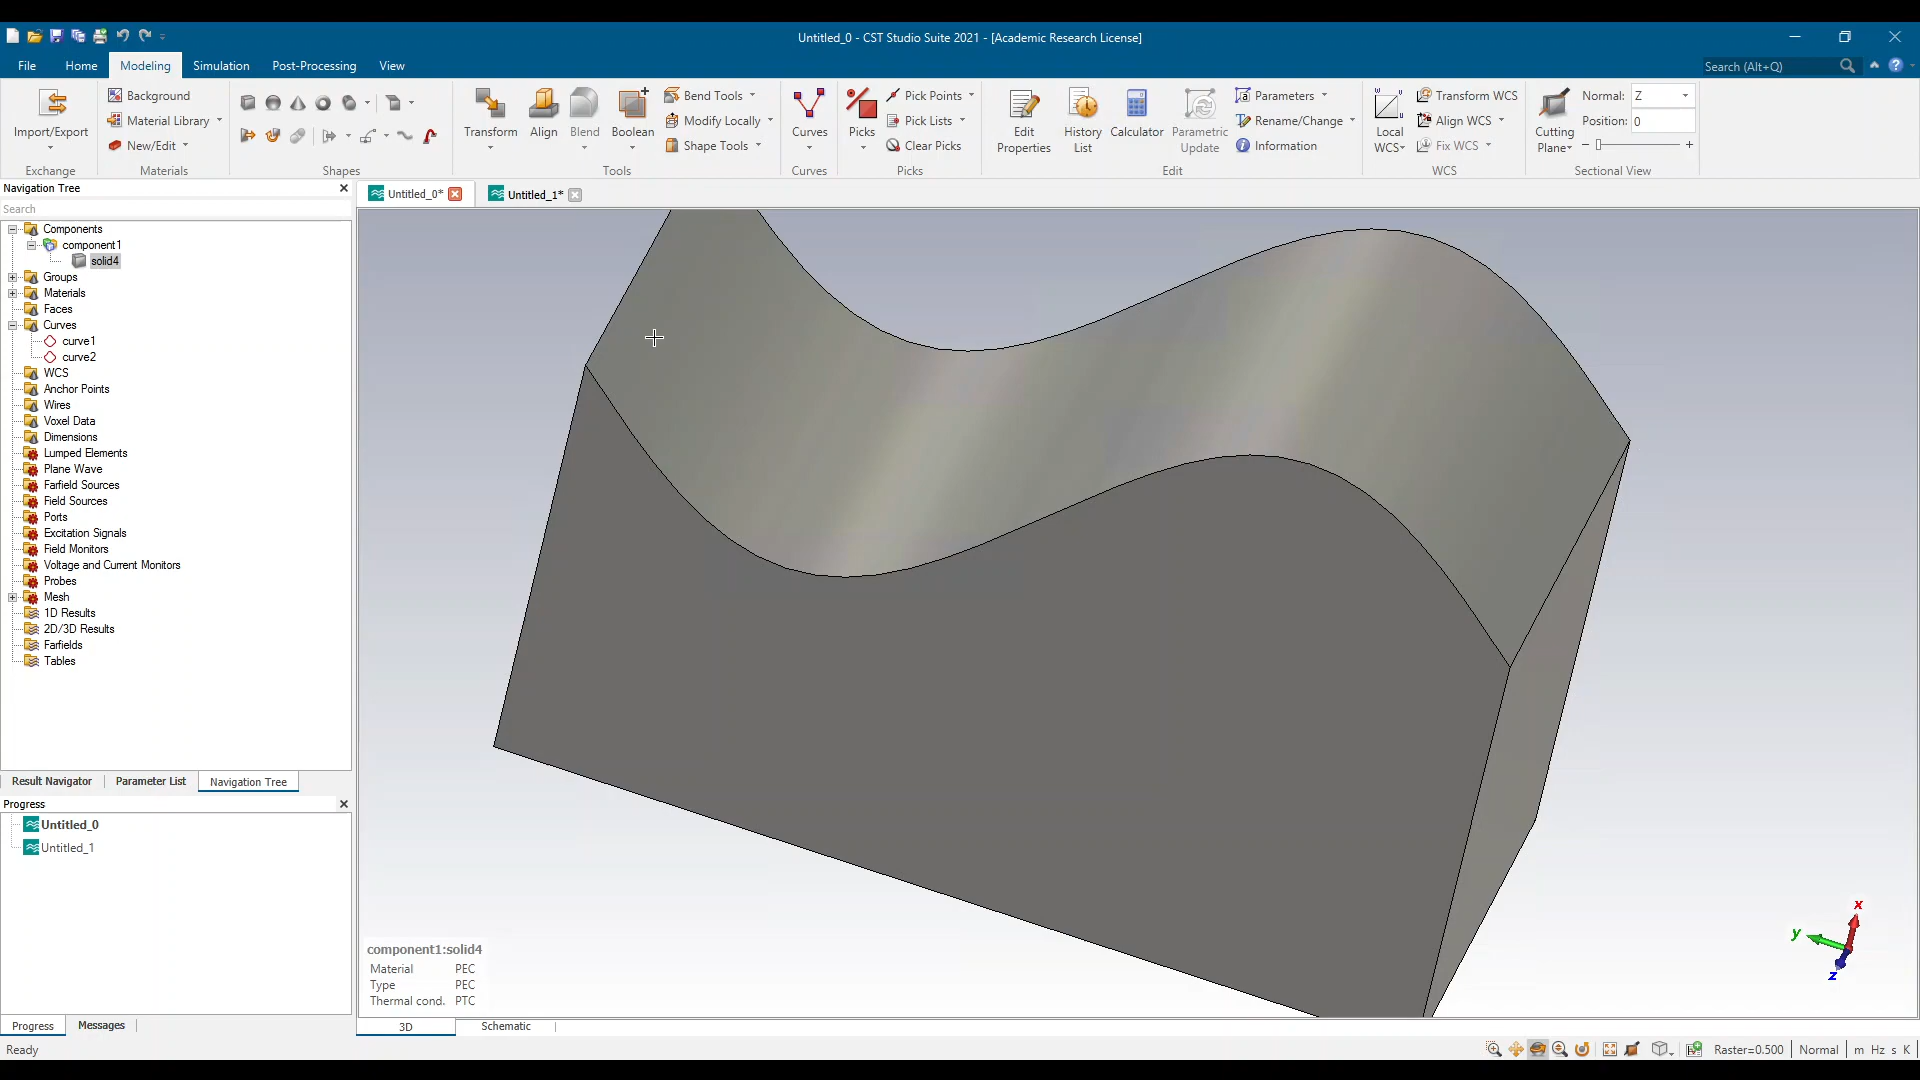 Untitled_0 - CST Studio Suite 2021 - [Academic Research License]
File Home Modeling Simulation Post-Processing View Search (Alt+Q)
Import/Export
Exchange
Background
Material Library
New/Edit
Materials
Shapes
Transform
Align
Blend
Boolean
Bend Tools
Modify Locally
Shape Tools
Tools
Curves
Curves
Picks
Pick Points
Pick Lists
Clear Picks
Picks
Edit Properties
History List
Calculator
Parametric Update
Parameters
Rename/Change
Information
Edit
Local WCS
Transform WCS
Align WCS
Fix WCS
WCS
Cutting Plane
Normal: Z
Position: 0
Sectional View
Navigation Tree
Search
Components
component1
solid4
Groups
Materials
Faces
Curves
curve1
curve2
WCS
Anchor Points
Wires
Voxel Data
Dimensions
Lumped Elements
Plane Wave
Farfield Sources
Field Sources
Ports
Excitation Signals
Field Monitors
Voltage and Current Monitors
Probes
Mesh
1D Results
2D/3D Results
Farfields
Tables
Result Navigator Parameter List Navigation Tree
Progress
Untitled_0
Untitled_1
Progress Messages
Untitled_0* Untitled_1*
component1:solid4
Material PEC
Type PEC
Thermal cond. PTC
x
y
z
3D Schematic
Ready Raster=0.500 Normal m Hz s K